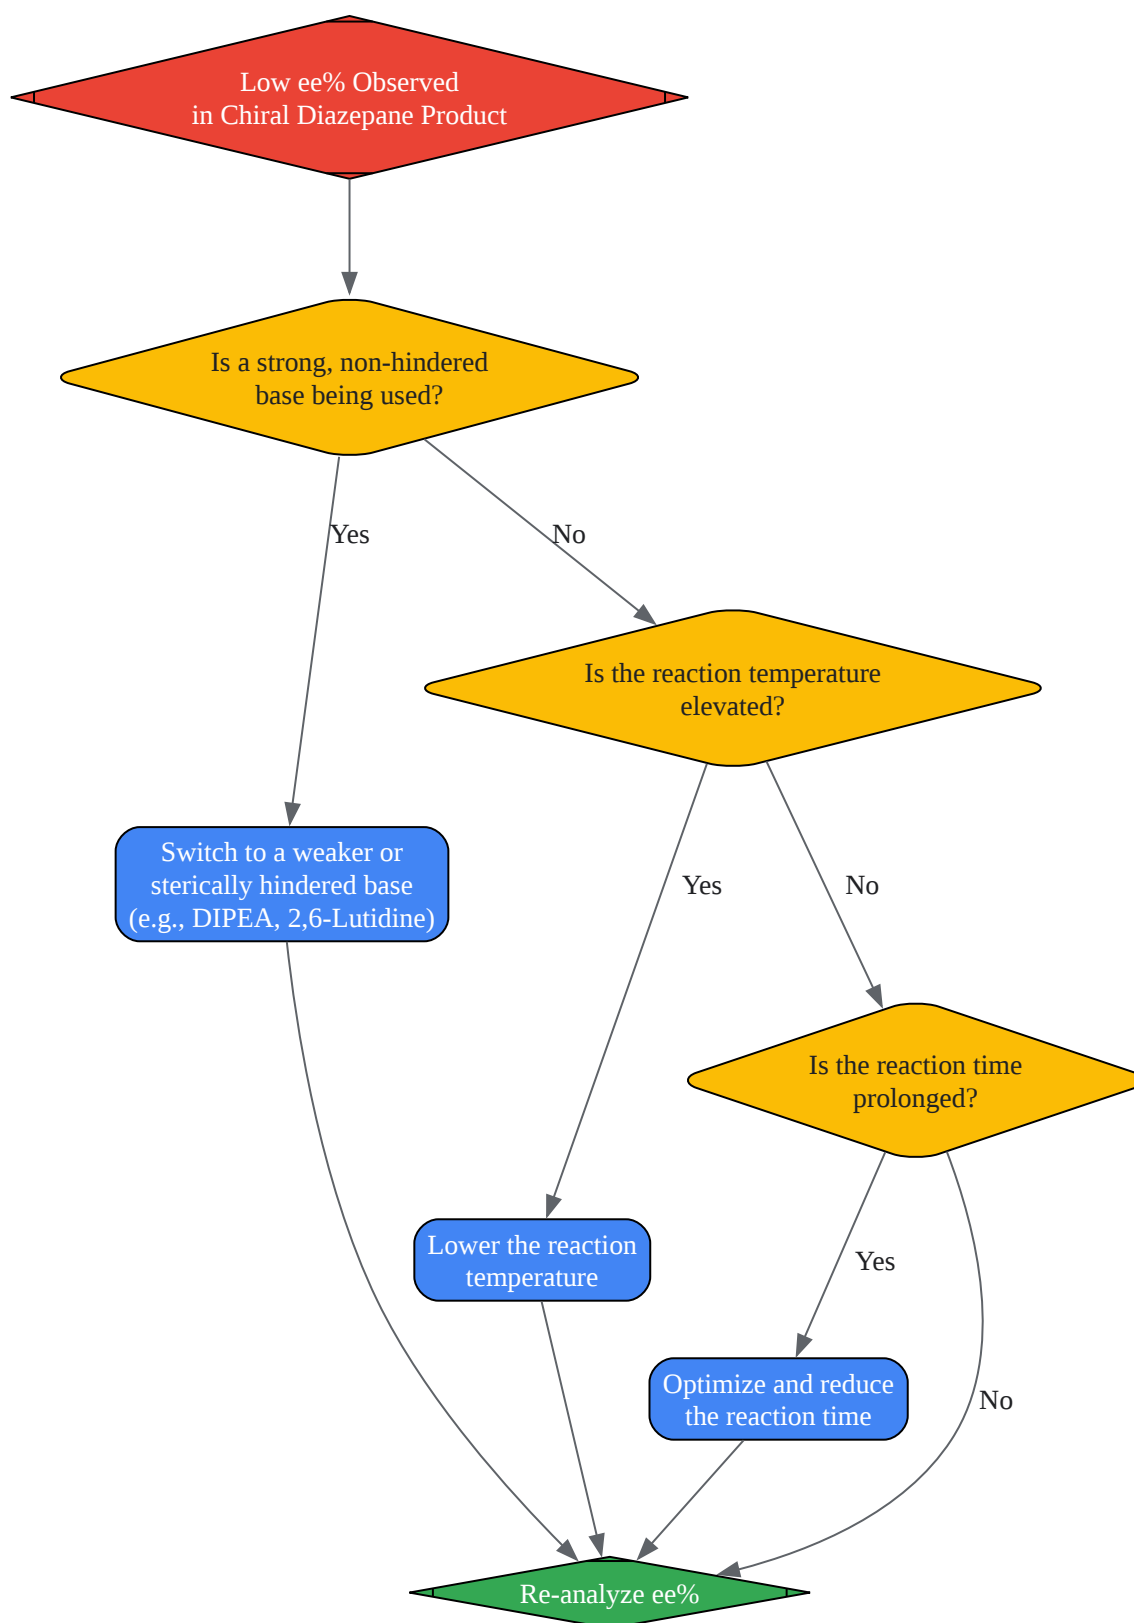 Low ee% Observed
in Chiral Diazepane Product
Is a strong, non-hindered
base being used?
Yes
No
Is the reaction temperature
elevated?
Switch to a weaker or
sterically hindered base
(e.g., DIPEA, 2,6-Lutidine)
Yes
No
Is the reaction time
prolonged?
Lower the reaction
temperature
Yes
Optimize and reduce
the reaction time
No
Re-analyze ee%